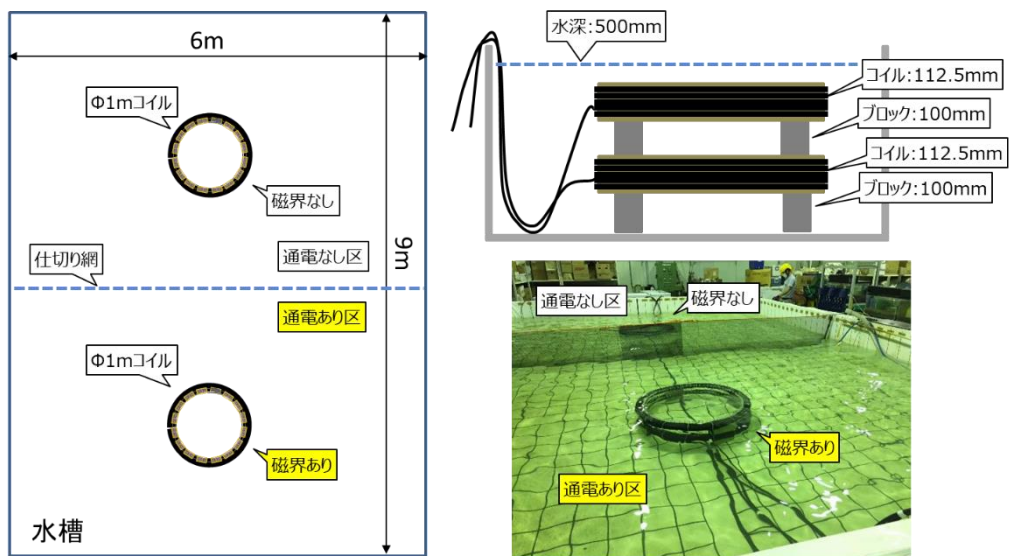 6m
Φ1mコイル
磁界なし
仕切り網
通電なし区
9m
通電あり区
Φ1mコイル
磁界あり
水槽
水深:500mm
コイル:112.5mm
ブロック:100mm
コイル:112.5mm
ブロック:100mm
通電なし区
磁界なし
磁界あり
通電あり区